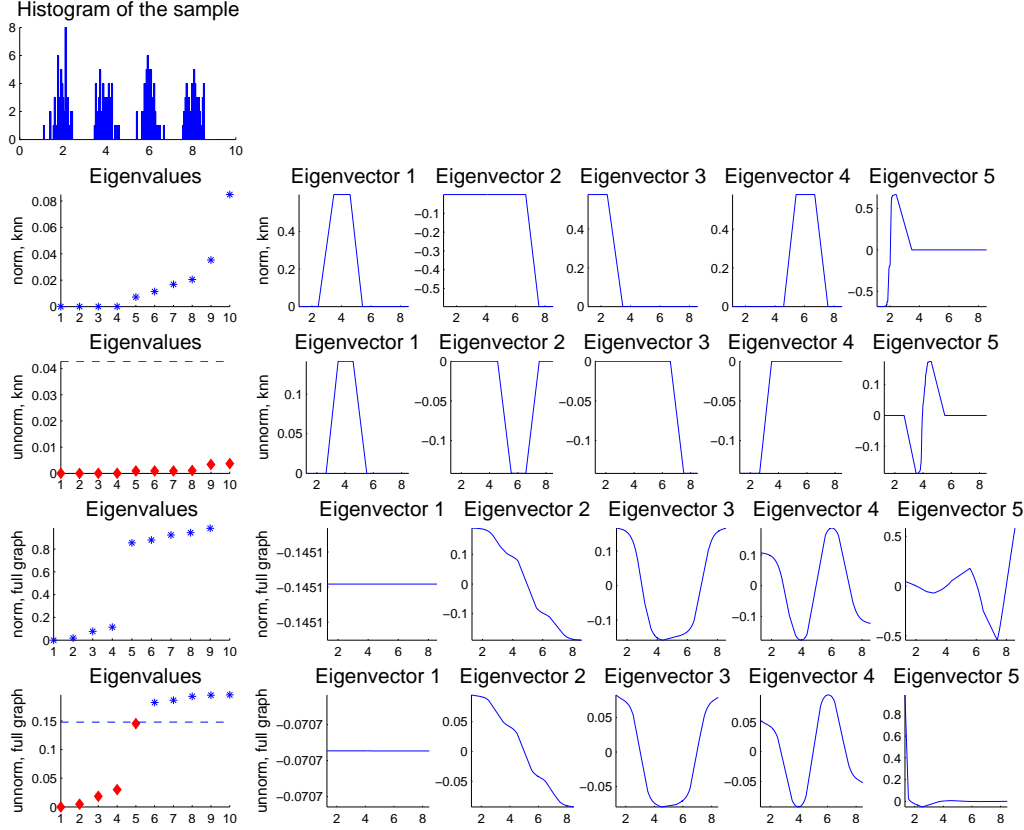 Histogram of the sample
8
6
4
2
0
0 2 4 6 8 10
Eigenvalues Eigenvector 1 Eigenvector 2 Eigenvector 3 Eigenvector 4 Eigenvector 5
norm, knn
0.08
0.06
0.04
0.02
0
1 2 3 4 5 6 7 8 9 10
norm, knn
0.4
0.2
0
2 4 6 8
−0.1
−0.2
−0.3
−0.4
−0.5
2 4 6 8
0.4
0.2
0
2 4 6 8
0.4
0.2
0
2 4 6 8
0.5
0
−0.5
2 4 6 8
Eigenvalues Eigenvector 1 Eigenvector 2 Eigenvector 3 Eigenvector 4 Eigenvector 5
unnorm, knn
0.04
0.03
0.02
0.01
0
1 2 3 4 5 6 7 8 9 10
unnorm, knn
0.1
0.05
0
2 4 6 8
0
−0.05
−0.1
2 4 6 8
0
−0.05
−0.1
2 4 6 8
0
−0.05
−0.1
2 4 6 8
0.1
0
−0.1
2 4 6 8
Eigenvalues Eigenvector 1 Eigenvector 2 Eigenvector 3 Eigenvector 4 Eigenvector 5
norm, full graph
0.8
0.6
0.4
0.2
0
1 2 3 4 5 6 7 8 9 10
norm, full graph
−0.1451
−0.1451
−0.1451
2 4 6 8
0.1
0
−0.1
2 4 6 8
0.1
0
−0.1
2 4 6 8
0.1
0
−0.1
2 4 6 8
0.5
0
−0.5
2 4 6 8
Eigenvalues Eigenvector 1 Eigenvector 2 Eigenvector 3 Eigenvector 4 Eigenvector 5
unnorm, full graph
0.15
0.1
0.05
0
1 2 3 4 5 6 7 8 9 10
unnorm, full graph
−0.0707
−0.0707
−0.0707
2 4 6 8
0.05
0
−0.05
2 4 6 8
0.05
0
−0.05
2 4 6 8
0.05
0
−0.05
2 4 6 8
0.8
0.6
0.4
0.2
0
2 4 6 8